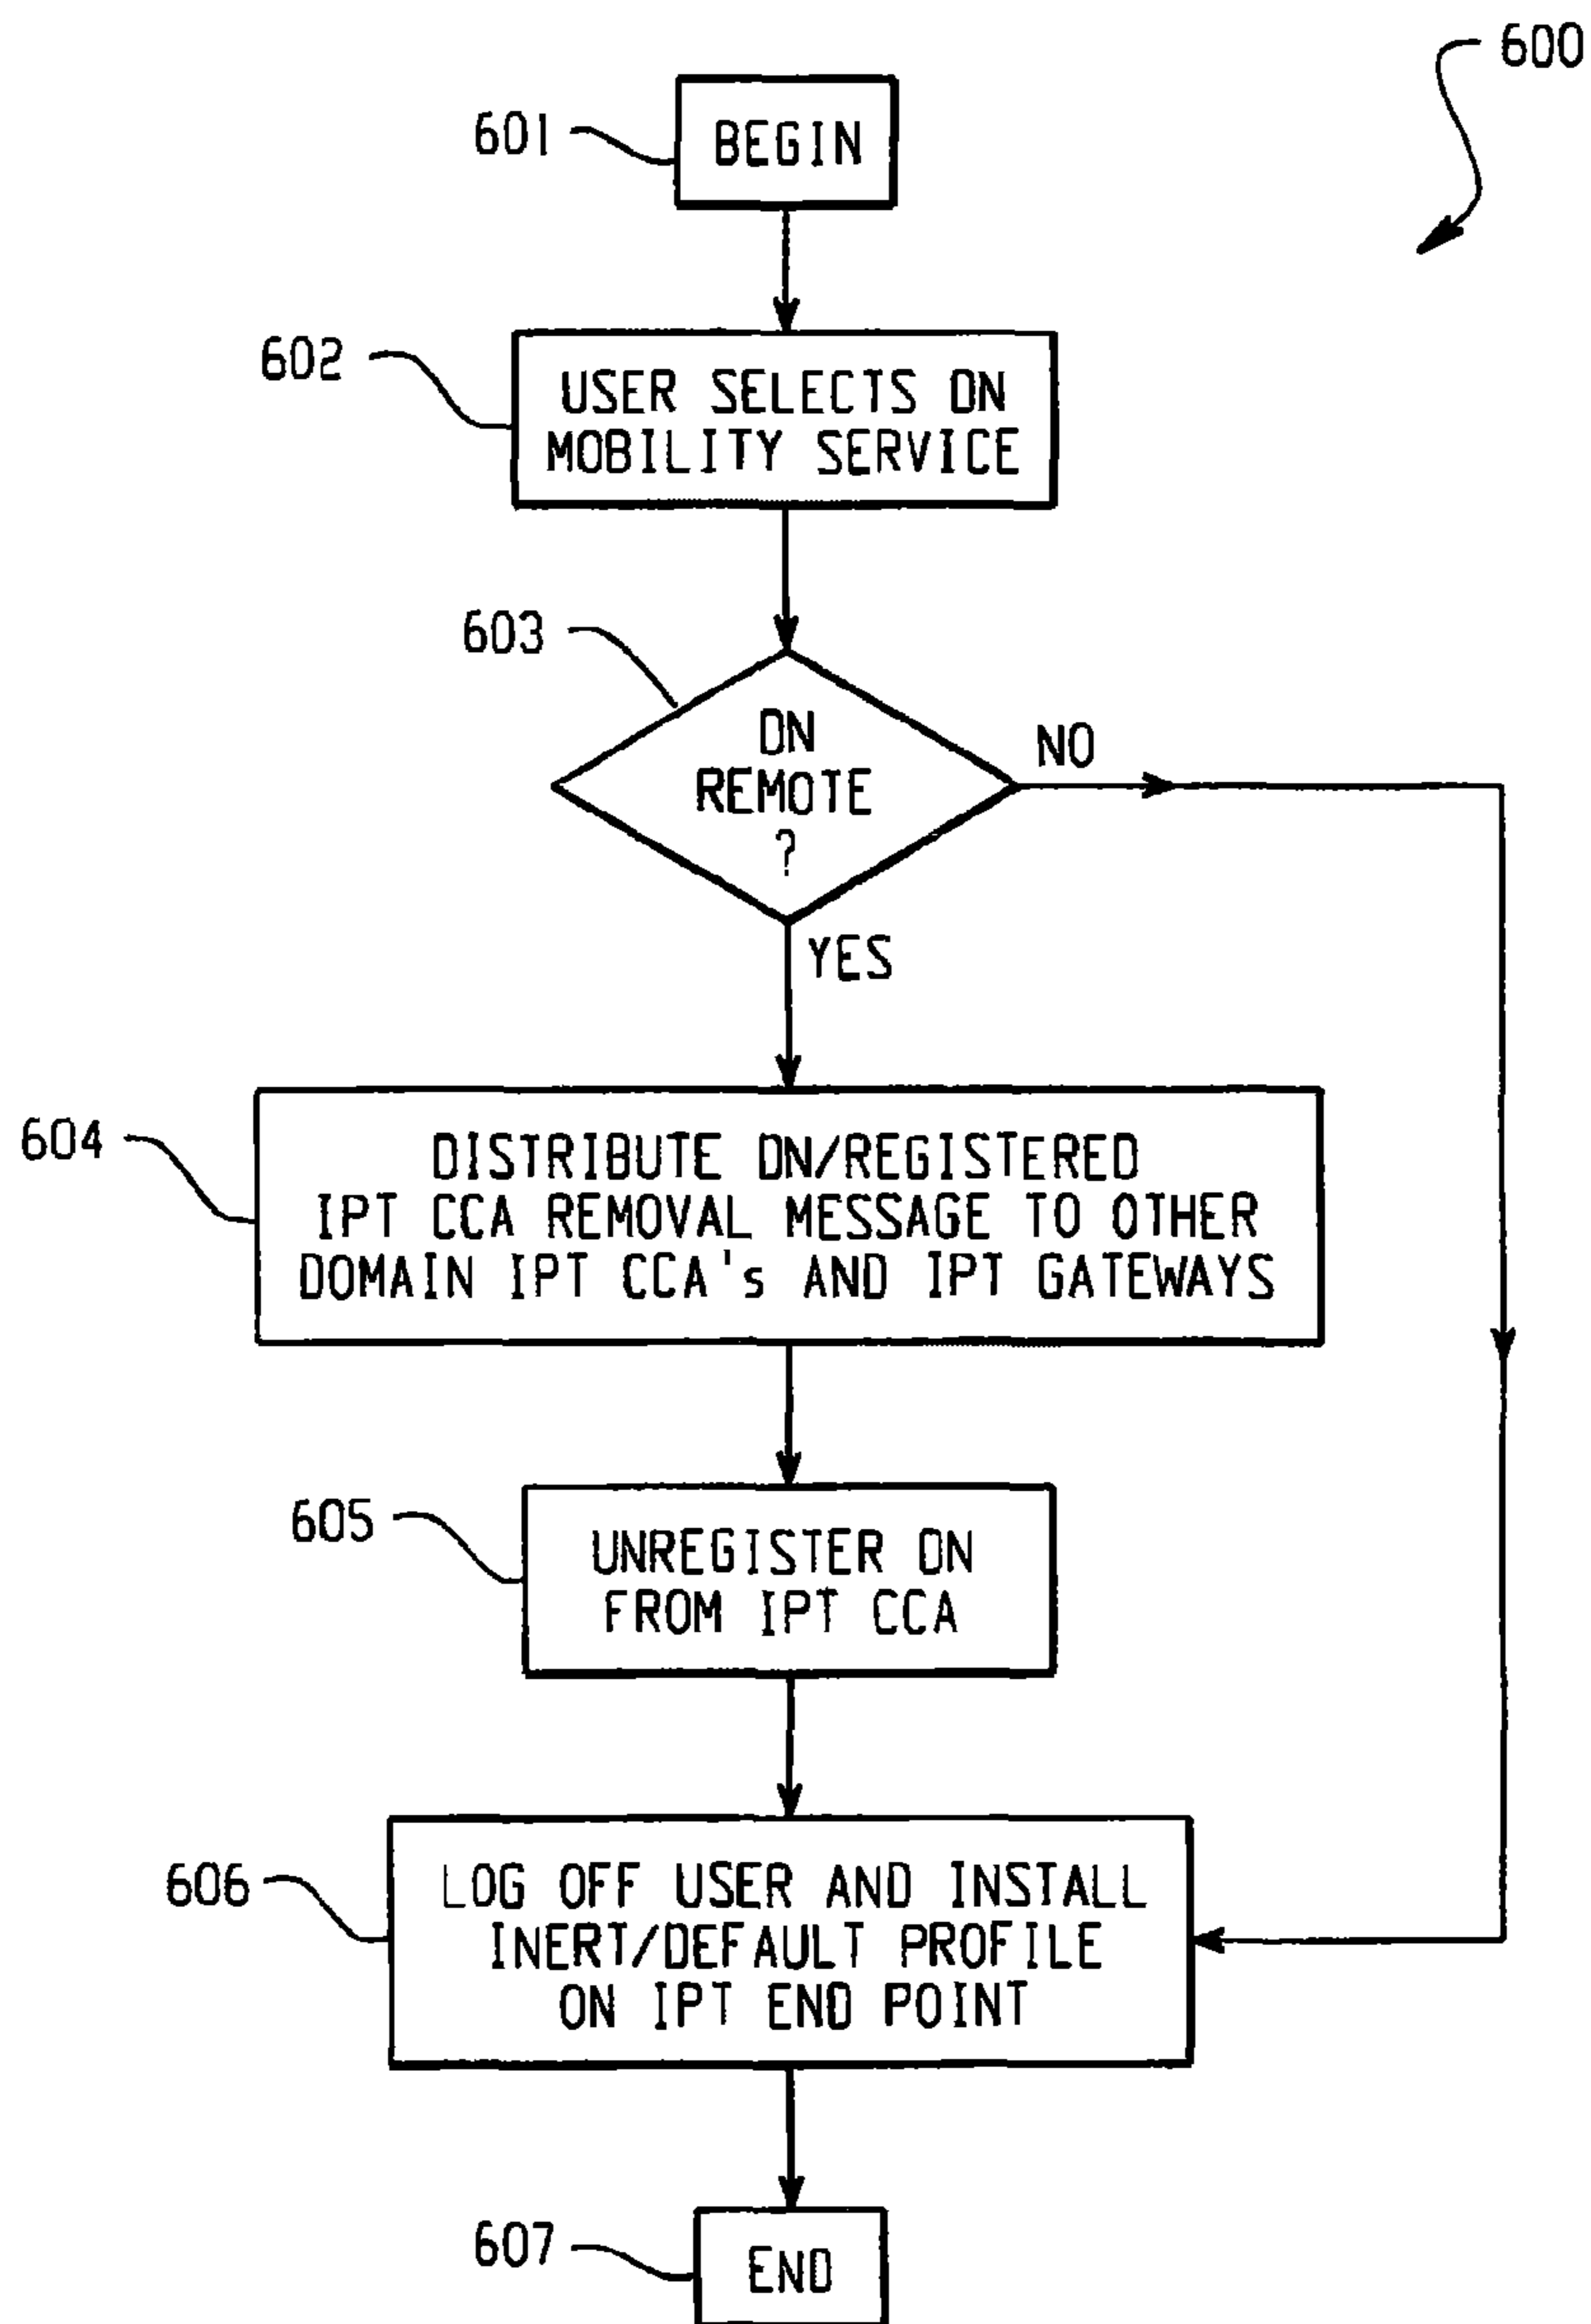 600
601
BEGIN
602
USER SELECTS DN
MOBILITY SERVICE
603
DN
REMOTE
?
NO
YES
604
DISTRIBUTE DN/REGISTERED
IPT CCA REMOVAL MESSAGE TO OTHER
DOMAIN IPT CCA's AND IPT GATEWAYS
605
UNREGISTER DN
FROM IPT CCA
606
LOG OFF USER AND INSTALL
INERT/DEFAULT PROFILE
ON IPT END POINT
607
END